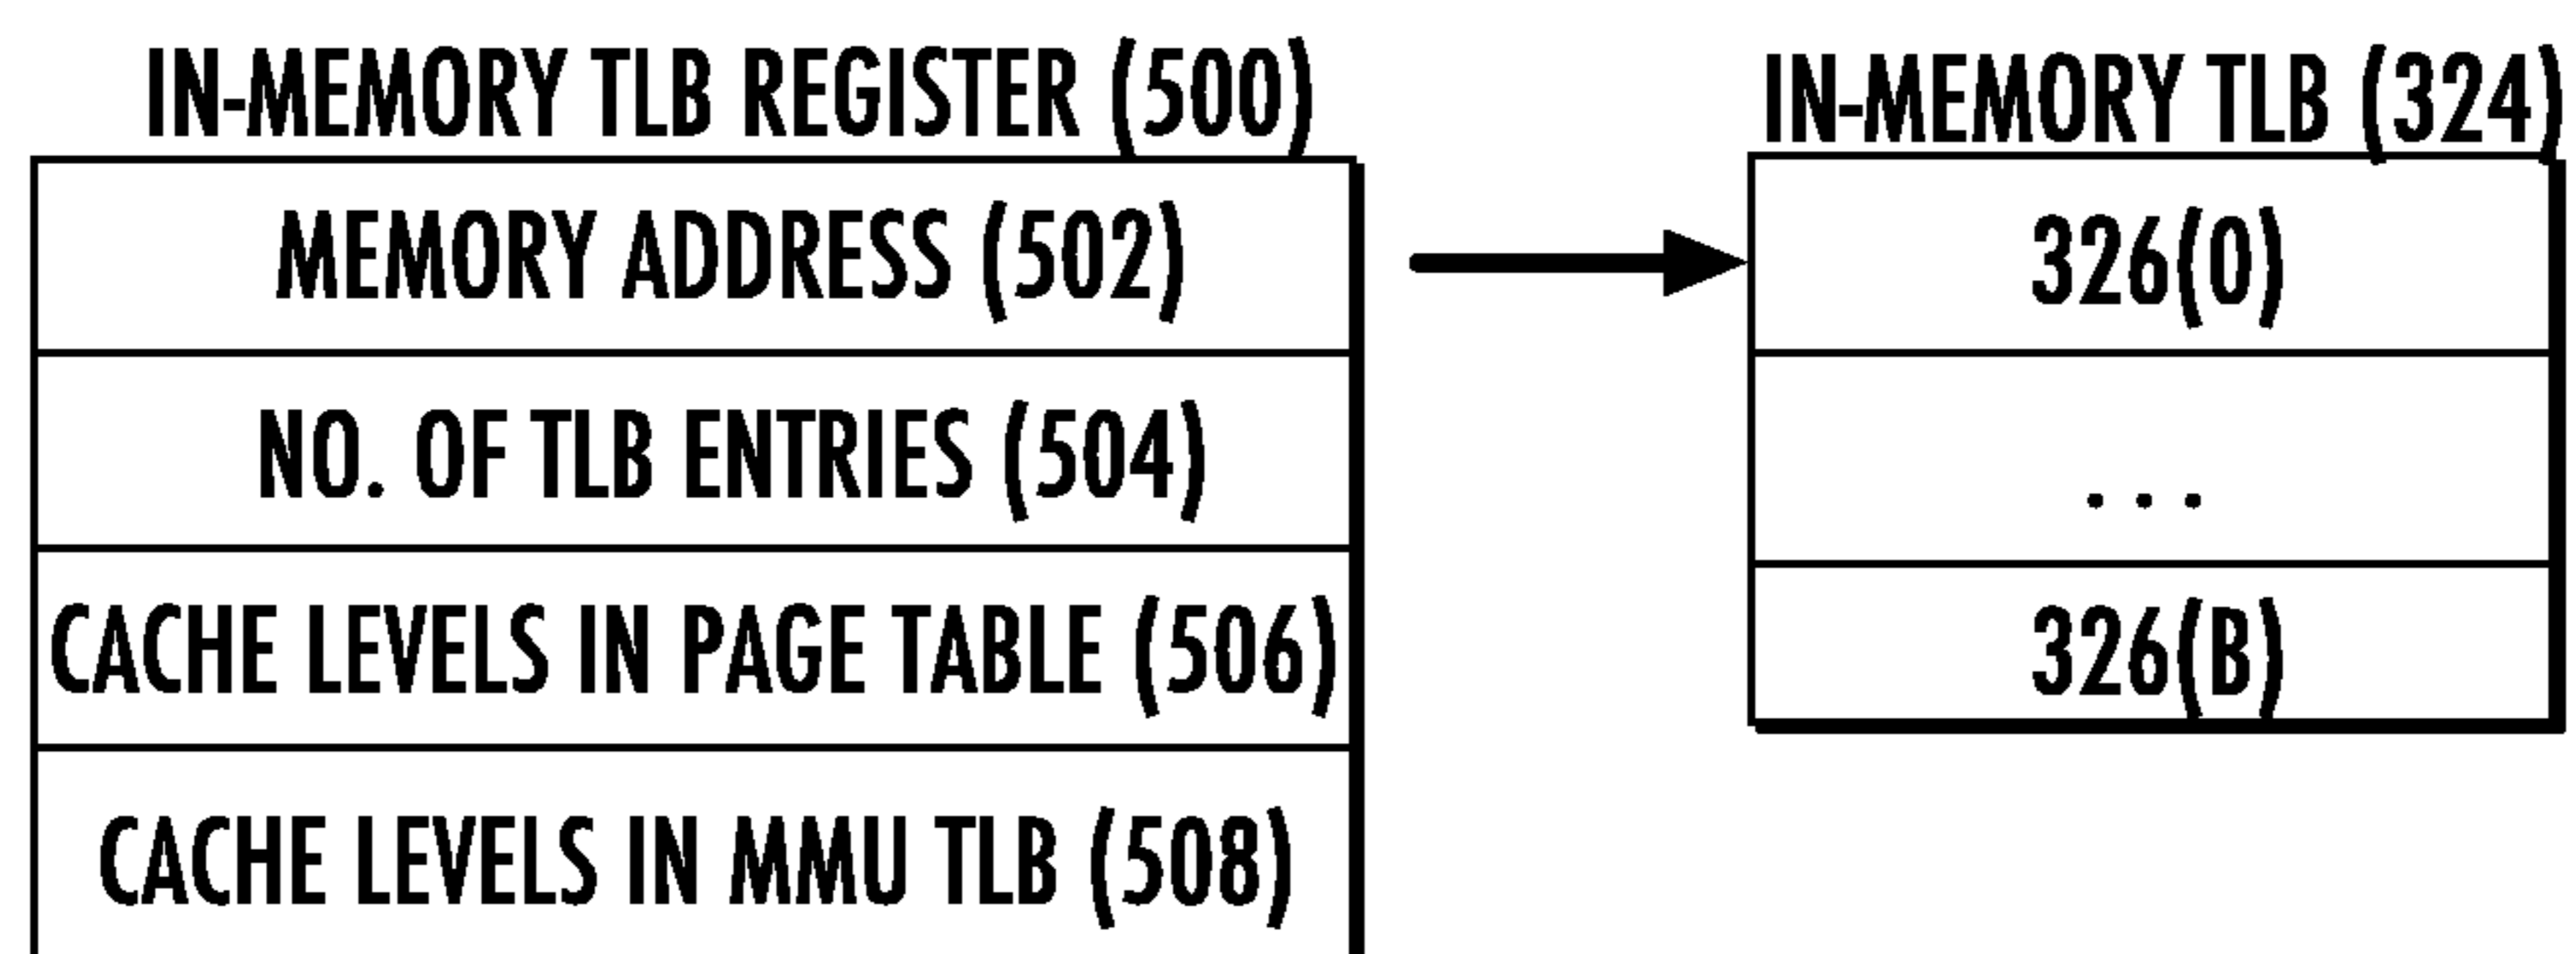 IN-MEMORY TLB REGISTER (500)
MEMORY ADDRESS (502)
NO. OF TLB ENTRIES (504)
CACHE LEVELS IN PAGE TABLE (506)
CACHE LEVELS IN MMU TLB (508)
IN-MEMORY TLB (324)
326(0)
...
326(B)